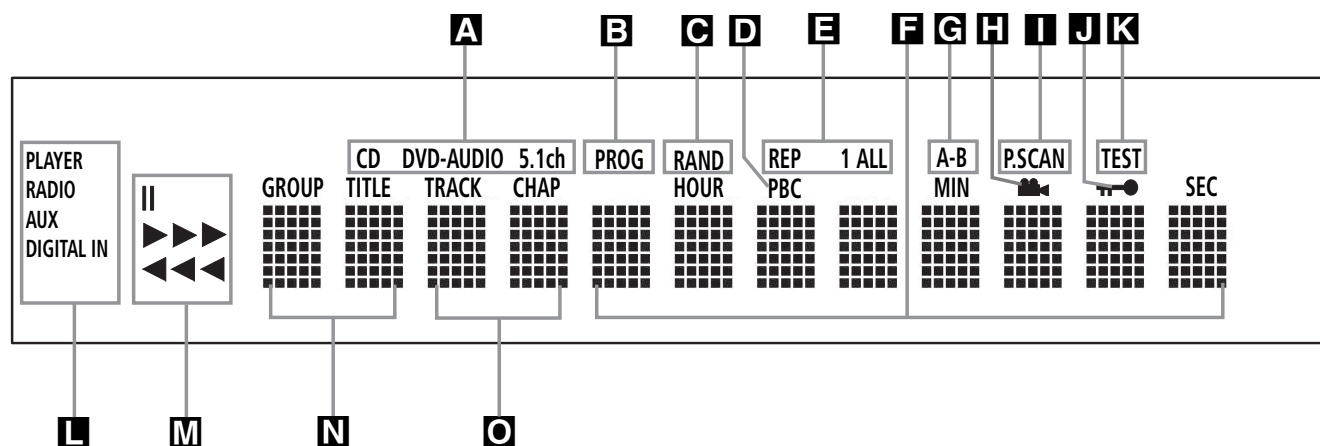 A B C D E F G H I J K
CD DVD-AUDIO 5.1ch PROG RAND REP 1 ALL A-B P.SCAN TEST
GROUP TITLE TRACK CHAP HOUR PBC MIN SEC
PLAYER
RADIO
AUX
DIGITAL IN
L M N O